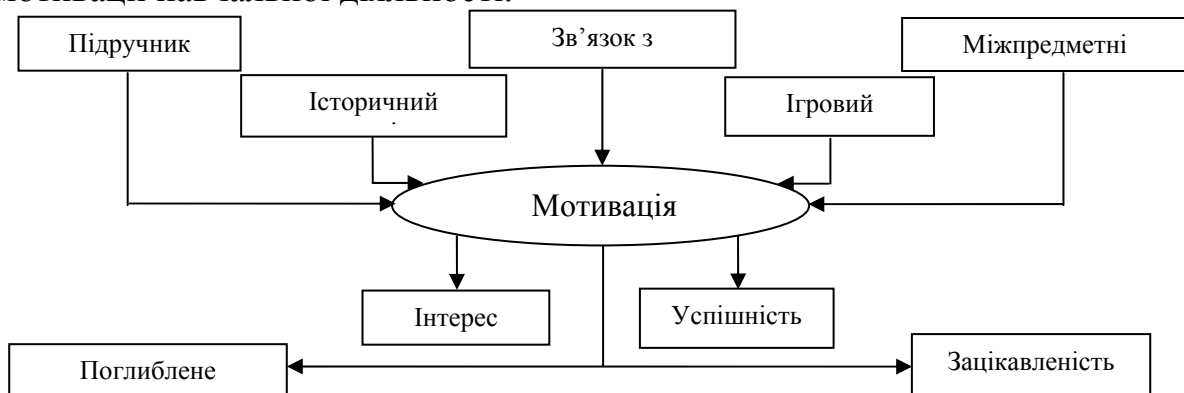 мотивації навчальної діяльності.
Підручник
Зв’язок з
Міжпредметні
Історичний
Ігровий
Мотивація
Інтерес
Успішність
Поглиблене
Зацікавленість